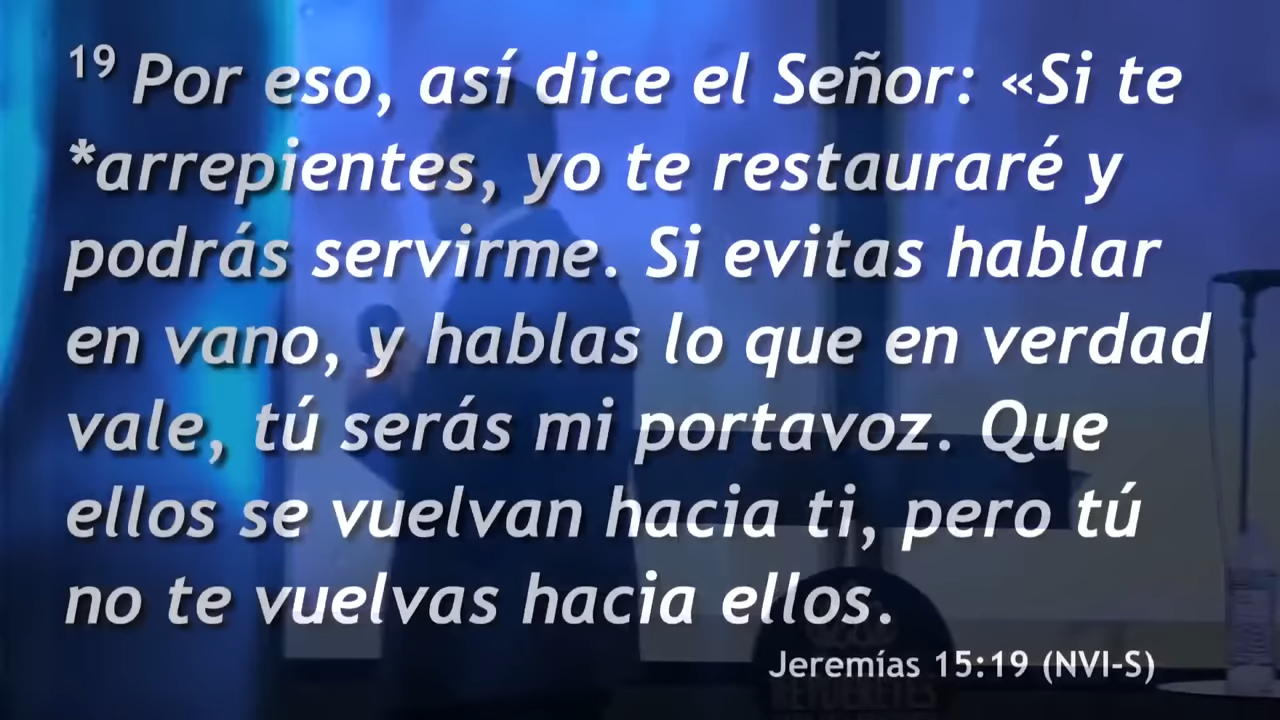 19 Por eso, así dice el Señor: «Si te
*arrepientes, yo te restauraré y
podrás servirme. Si evitas hablar
en vano, y hablas lo que en verdad
vale, tú serás mi portavoz. Que
ellos se vuelvan hacia ti, pero tú
no te vuelvas hacia ellos.
Jeremías 15:19 (NVI-S)